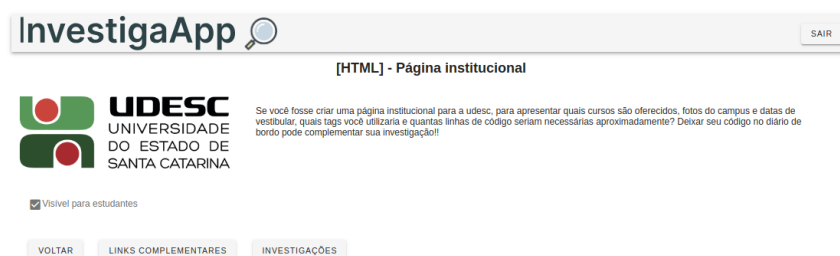 InvestigaApp
SAIR
[HTML] - Página institucional
UDESC
UNIVERSIDADE
DO ESTADO DE
SANTA CATARINA
Se você fosse criar uma página institucional para a udesc, para apresentar quais cursos são oferecidos, fotos do campus e datas de
vestibular, quais tags você utilizaria e quantas linhas de código seriam necessárias aproximadamente? Deixar seu código no diário de
bordo pode complementar sua investigação!!
Visível para estudantes
VOLTAR
LINKS COMPLEMENTARES
INVESTIGAÇÕES